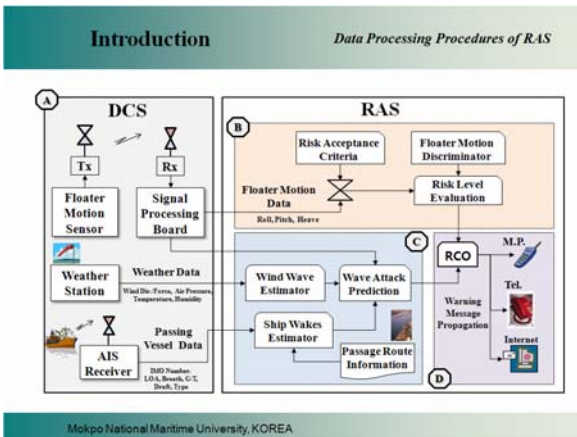 Introduction
Data Processing Procedures of RAS
A
DCS
RAS
B
Tx
Rx
Risk Acceptance
Criteria
Floater Motion
Discriminator
Floater
Motion
Sensor
Signal
Processing
Board
Floater Motion
Data
Roll, Pitch, Heave
Risk Level
Evaluation
C
Weather
Station
Weather Data
Wind Dir./Force, Air Pressure,
Temperature, Humidity
Wind Wave
Estimator
Wave Attack
Prediction
RCO
M.P.
Tel.
Warning
Message
Propagation
Internet
Passing
Vessel Data
Ship Wakes
Estimator
AIS
Receiver
IMO Number.
LOA, Breath, G/T,
Draft, Type
Passage Route
Information
D
Mokpo National Maritime University, KOREA